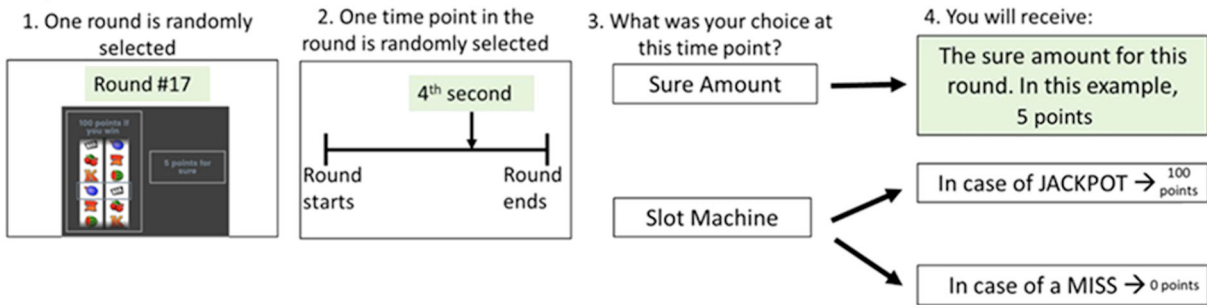 1. One round is randomly
selected
Round #17
100 points if
you win
5 points for
sure
2. One time point in the
round is randomly selected
4th second
Round
starts
Round
ends
3. What was your choice at
this time point?
Sure Amount
Slot Machine
4. You will receive:
The sure amount for this
round. In this example,
5 points
In case of JACKPOT → 100
points
In case of a MISS → 0 points